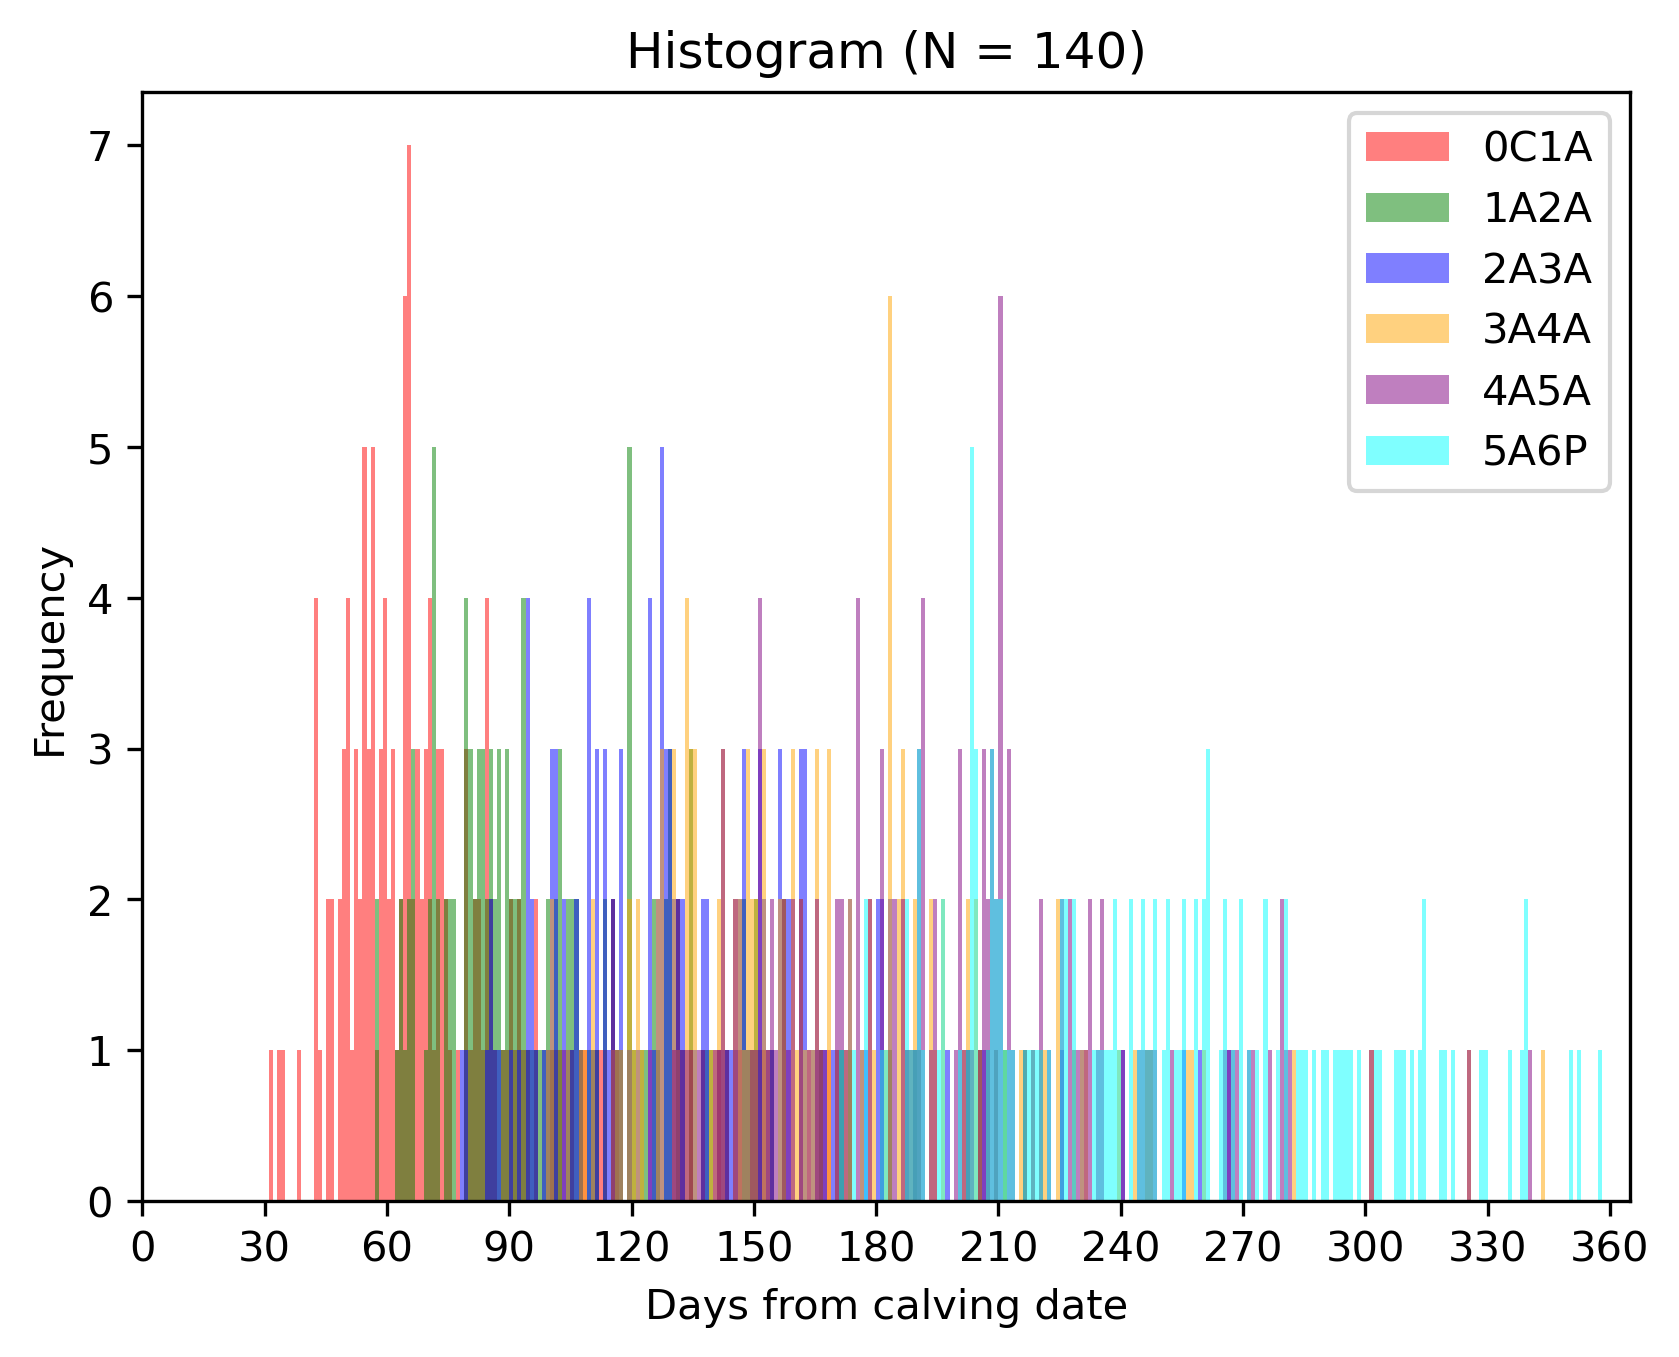 Histogram (N = 140)
7
6
5
4
3
2
1
0
Frequency
0C1A
1A2A
2A3A
3A4A
4A5A
5A6P
0 30 60 90 120 150 180 210 240 270 300 330 360
Days from calving date